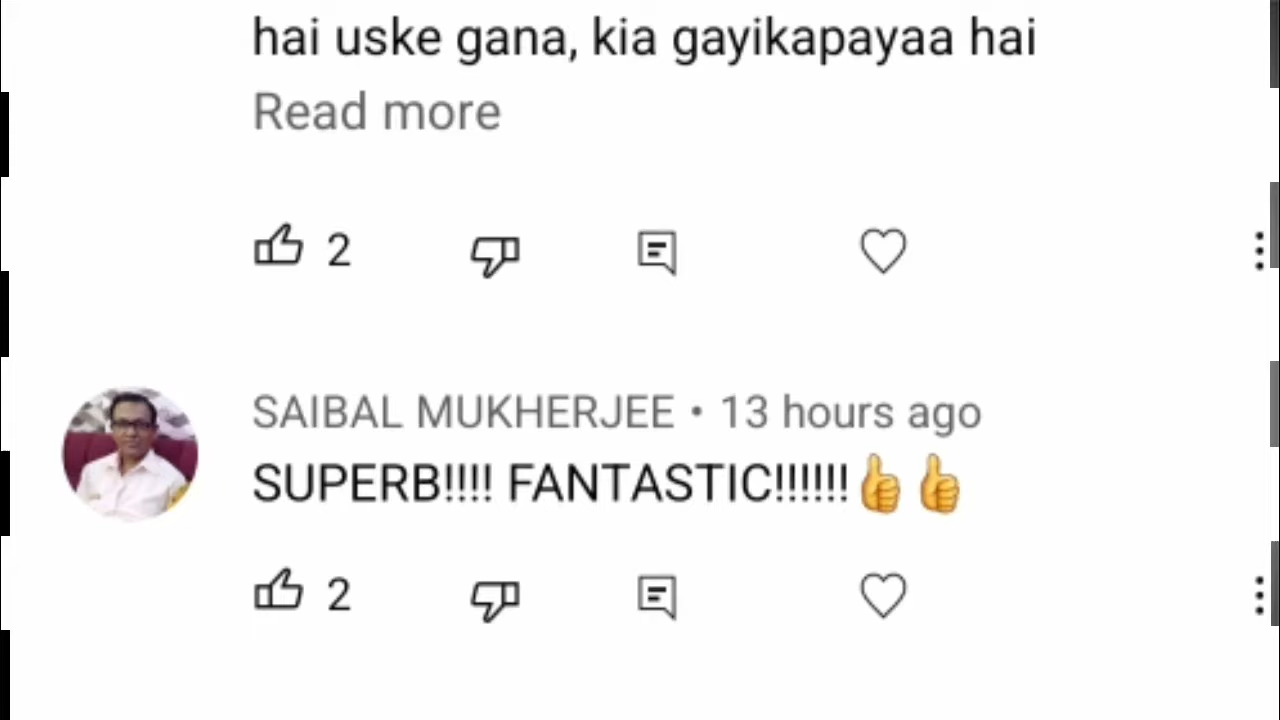 hai uske gana, kia gayikapayaa hai
Read more
2
SAIBAL MUKHERJEE • 13 hours ago
SUPERB!!!! FANTASTIC!!!!!!👍👍
2